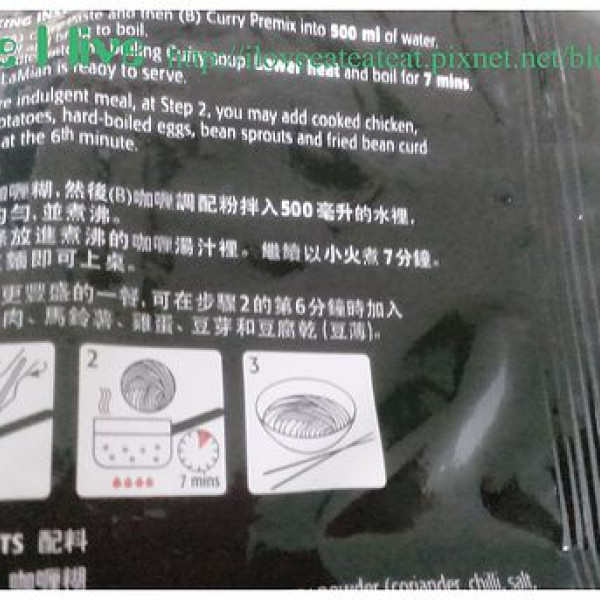 and then (B) Curry Premix into 500 ml of water,
to boil.
http://iloveeateateat.pixnet.net/blo
Curry soup. Lower heat and boil for 7 mins.
LaMian is ready to serve.
indulgent meal, at Step 2, you may add cooked chicken,
potatoes, hard-boiled eggs, bean sprouts and fried bean curd
at the 6th minute.
咖喱糊,然後(B)咖喱調配粉拌入500毫升的水裡,
勻,並煮沸。
放進煮沸的咖喱湯汁裡。繼續以小火煮7分鐘。
麵即可上桌。
更豐盛的一餐,可在步驟2的第6分鐘時加入
肉、馬鈴薯、雞蛋、豆芽和豆腐乾(豆薄)。
2
3
7 mins
TS 配料
咖喱糊
powder (coriander, chilli, salt,